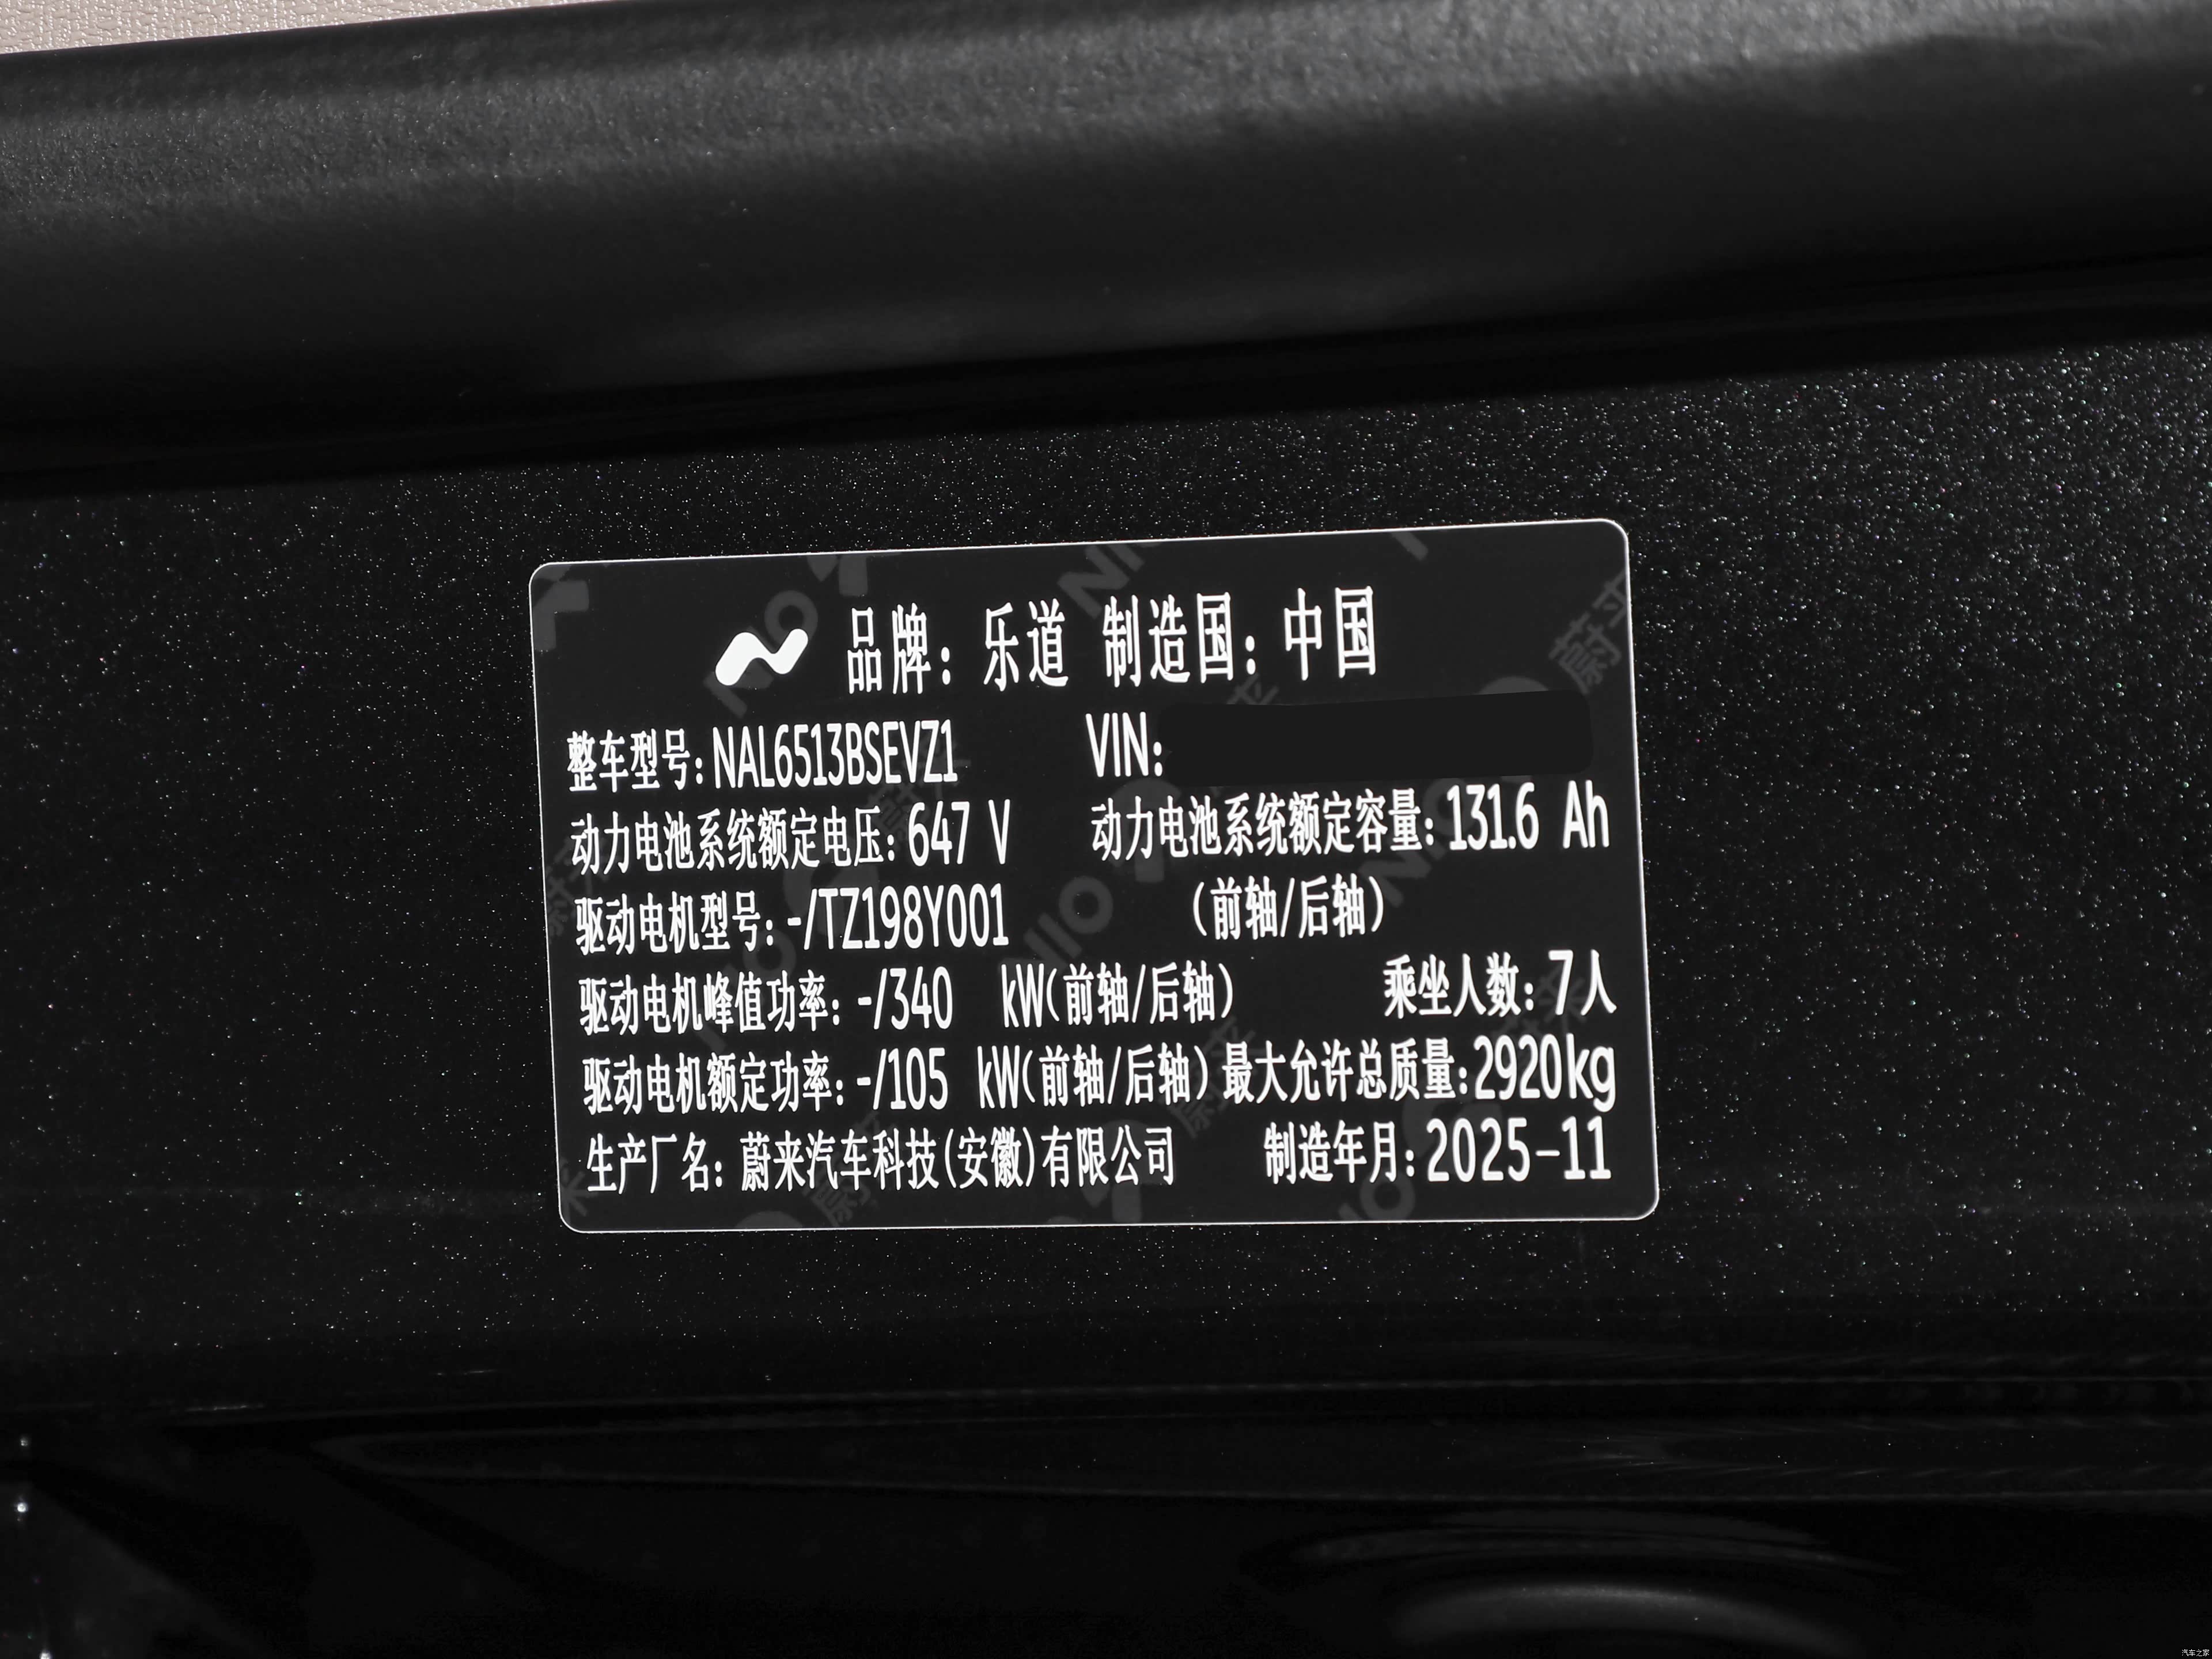 品牌：乐道 制造国：中国
整车型号：NAL6513BSEVZ1 VIN：
动力电池系统额定电压：647 V 动力电池系统额定容量：131.6 Ah
驱动电机型号：-/TZ198Y001 （前轴/后轴）
驱动电机峰值功率：-/340 kW（前轴/后轴） 乘坐人数：7人
驱动电机额定功率：-/105 kW（前轴/后轴）最大允许总质量：2920kg
生产厂名：蔚来汽车科技（安徽）有限公司 制造年月：2025-11
汽车之家